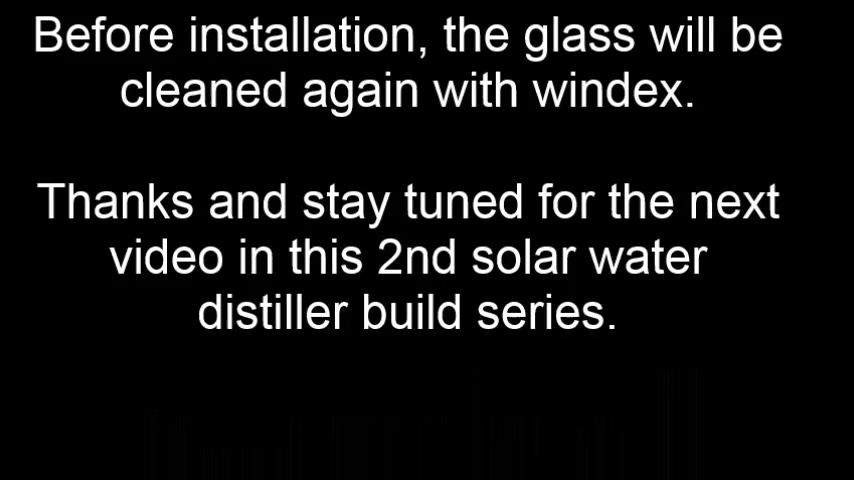 Before installation, the glass will be
cleaned again with windex.
Thanks and stay tuned for the next
video in this 2nd solar water
distiller build series.